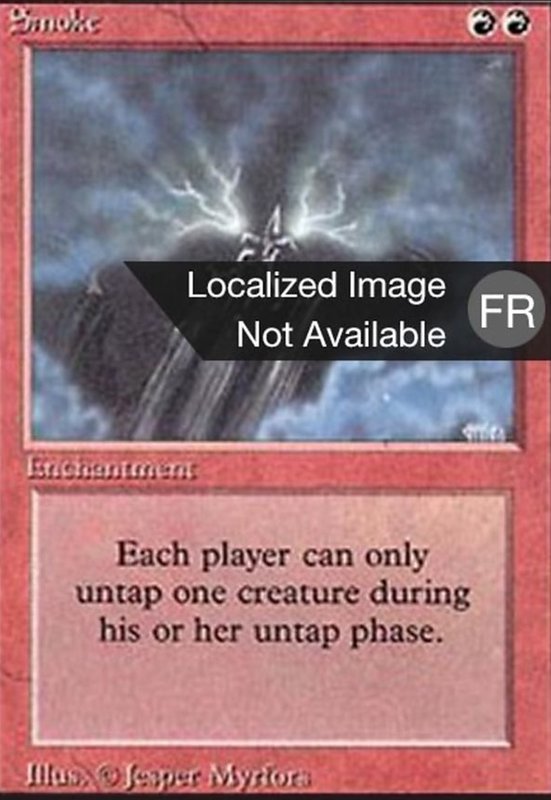 Smoke
Localized Image
FR
Not Available
Enchantment
Each player can only
untap one creature during
his or her untap phase.
Illus. © Jesper Myrfors